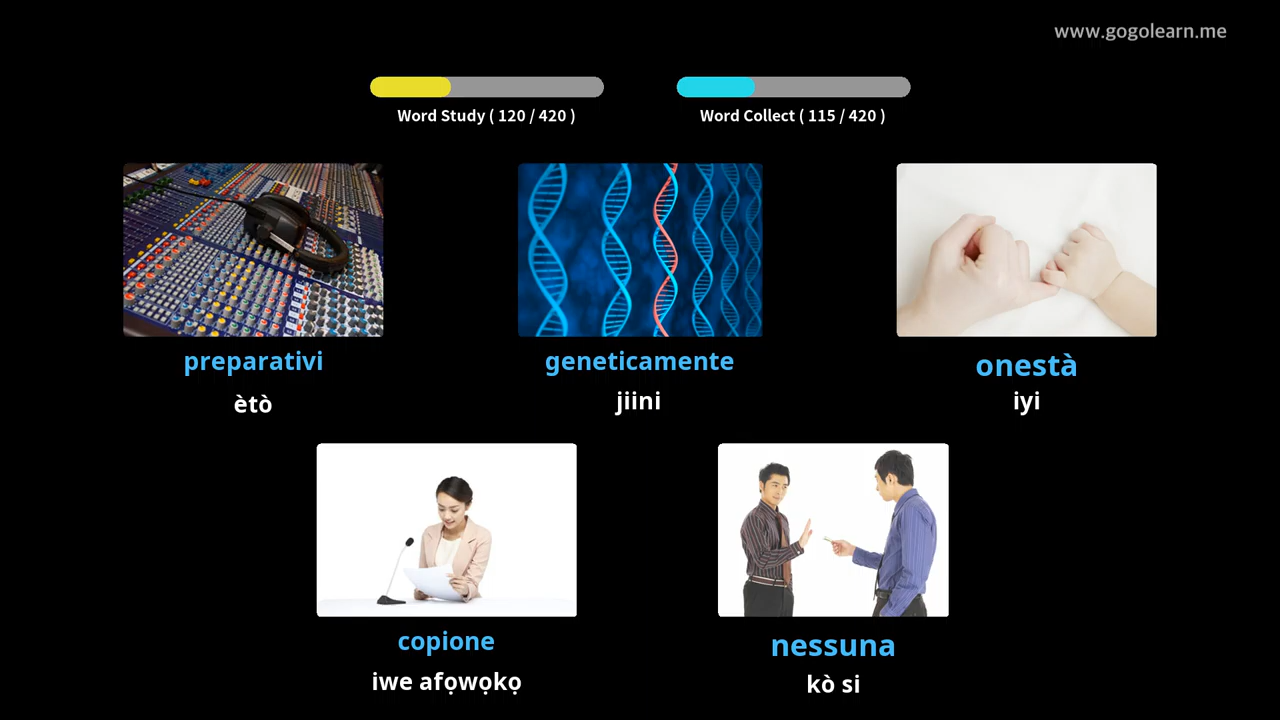 www.gogolearn.me
Word Study ( 120 / 420 )
Word Collect ( 115 / 420 )
preparativi
ètò
geneticamente
jiini
onestà
iyi
copione
iwe afọwọkọ
nessuna
kò si